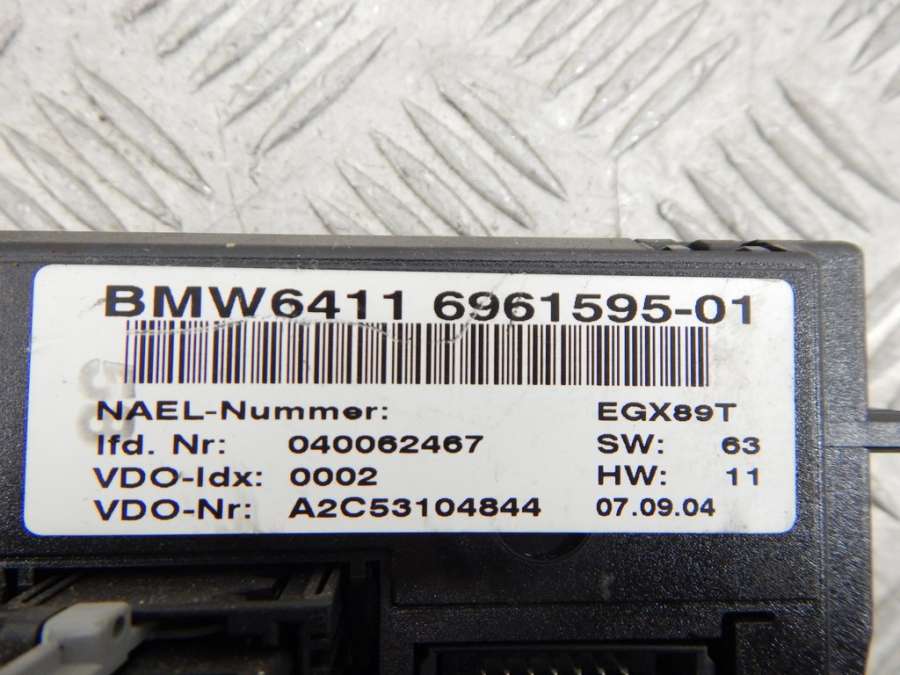 BMW6411 6961595-01
NAEL-Nummer: EGX89T
lfd. Nr: 040062467 SW: 63
VDO-Idx: 0002 HW: 11
VDO-Nr: A2C53104844 07.09.04